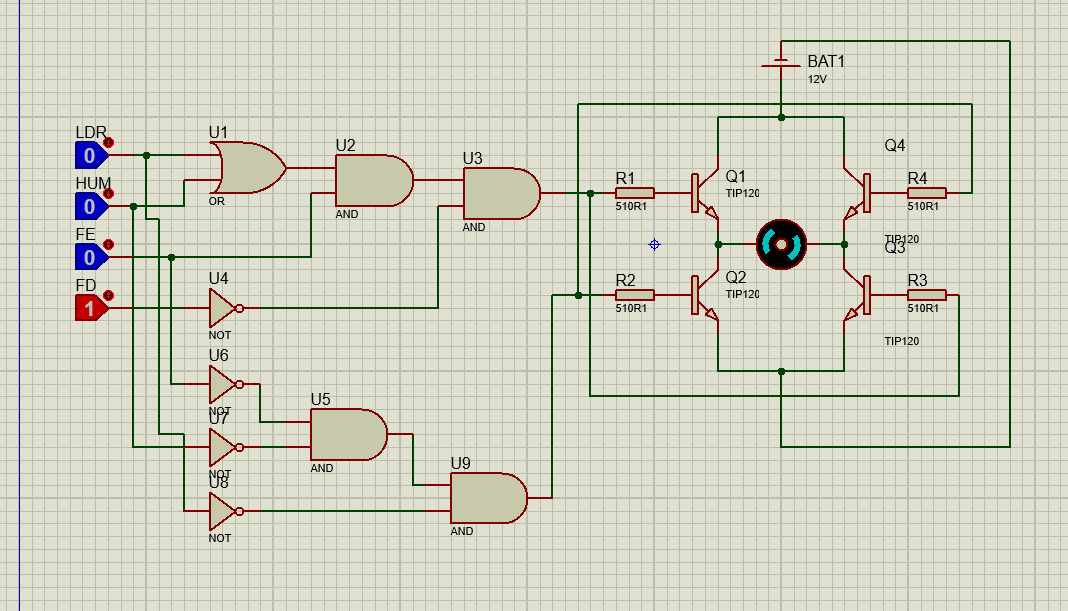 BAT1
12V
LDR
0
U1
OR
U2
AND
U3
AND
HUM
0
FE
0
FD
1
U4
NOT
R1
510R1
Q1
TIP120
Q4
TIP120
R4
510R1
R2
510R1
Q2
TIP120
Q3
TIP120
R3
510R1
U6
NOT
U7
NOT
U8
NOT
U5
AND
U9
AND